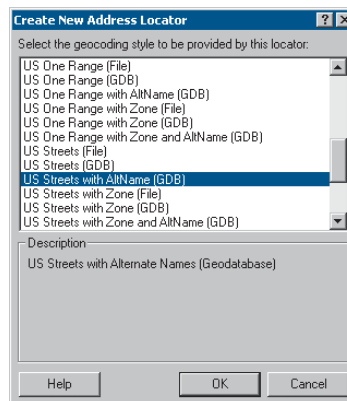 Create New Address Locator
Select the geocoding style to be provided by this locator:
US One Range (File)
US One Range (GDB)
US One Range with AltName (GDB)
US One Range with Zone (File)
US One Range with Zone (GDB)
US One Range with Zone and AltName (GDB)
US Streets (File)
US Streets (GDB)
US Streets with AltName (GDB)
US Streets with Zone (File)
US Streets with Zone (GDB)
US Streets with Zone and AltName (GDB)
Description
US Streets with Alternate Names (Geodatabase)
Help OK Cancel